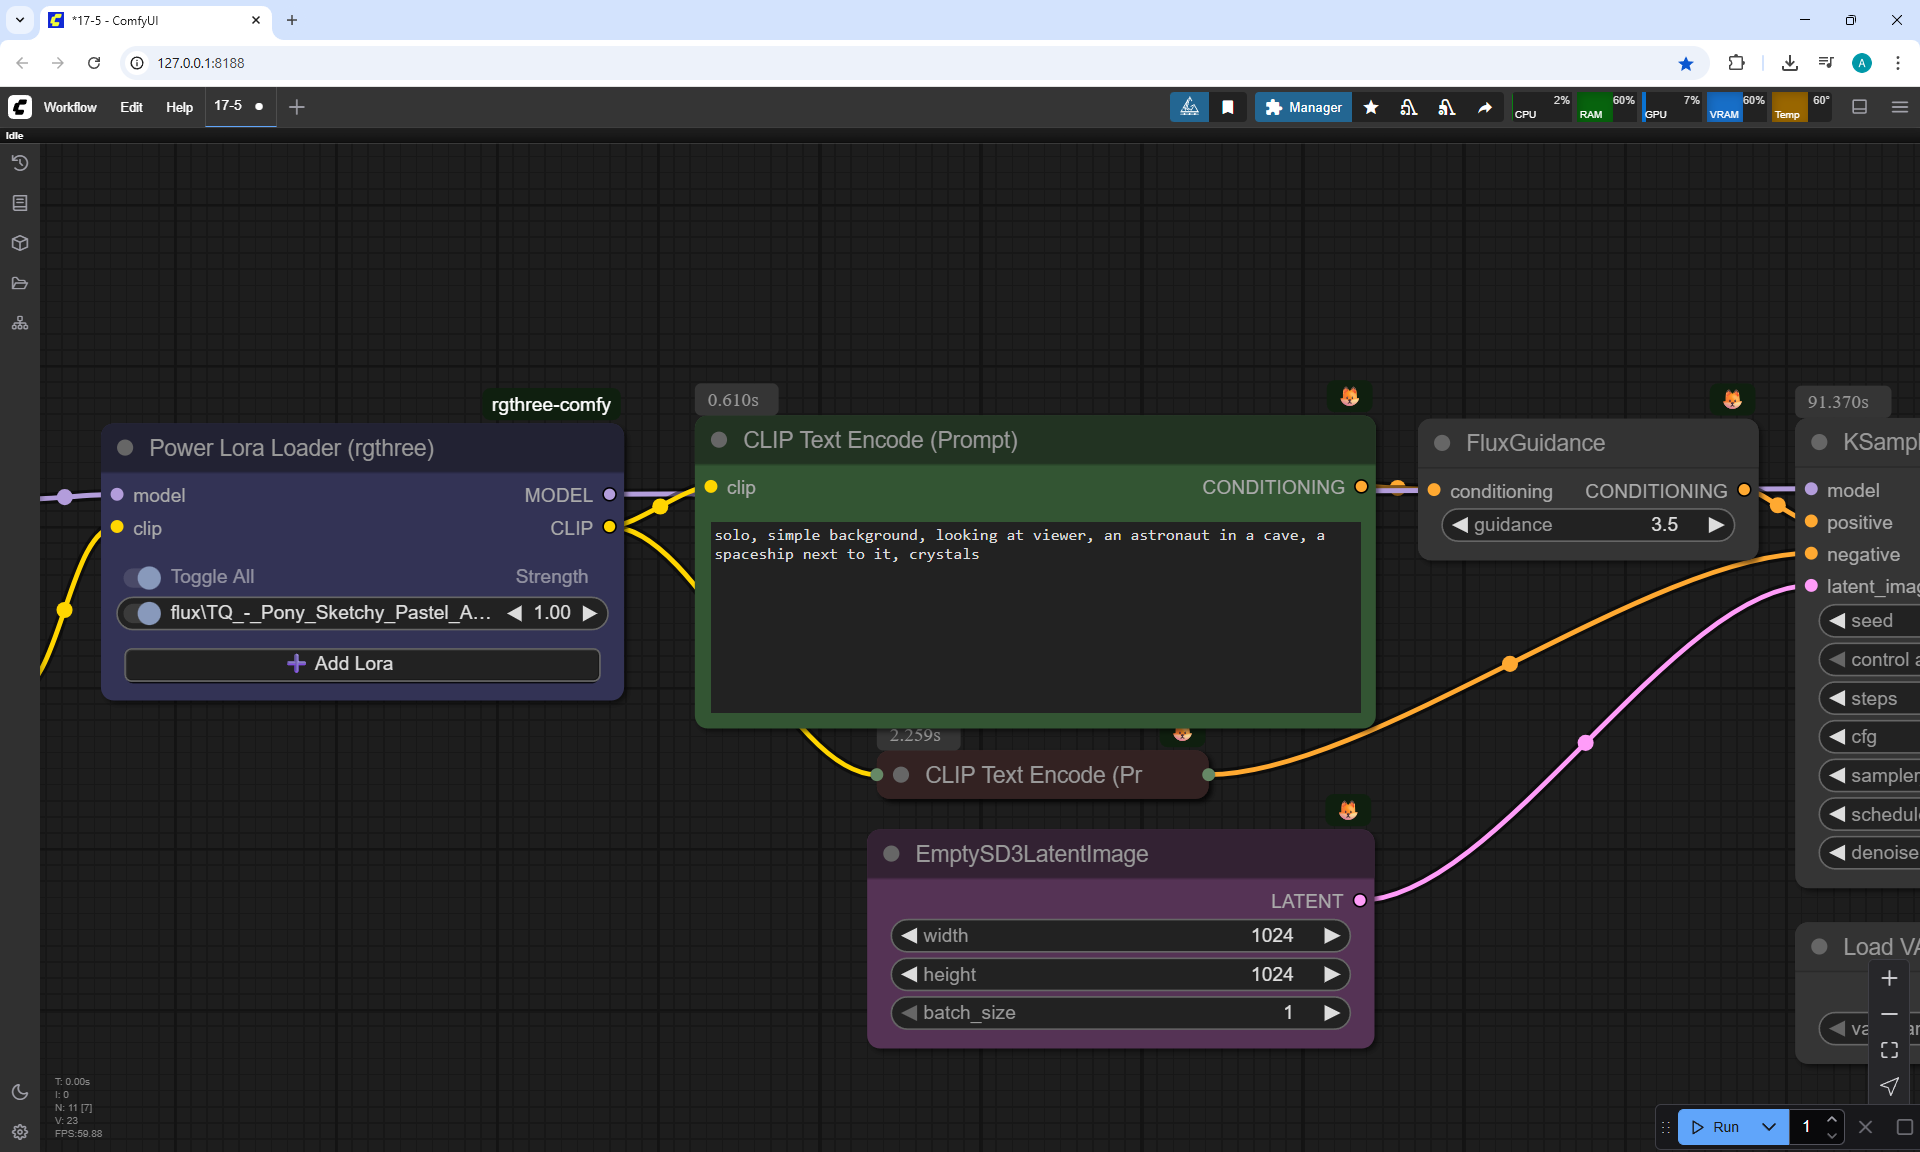 *17-5 - ComfyUI
127.0.0.1:8188
A
Workflow Edit Help 17-5
Manager
CPU 2% RAM 60% GPU 7% VRAM 60% Temp 60°
Idle
rgthree-comfy
Power Lora Loader (rgthree)
model MODEL
clip CLIP
Toggle All Strength
flux\TQ_-_Pony_Sketchy_Pastel_A... 1.00
Add Lora
0.610s
CLIP Text Encode (Prompt)
clip CONDITIONING
solo, simple background, looking at viewer, an astronaut in a cave, a
spaceship next to it, crystals
2.259s
CLIP Text Encode (Pr
EmptySD3LatentImage
LATENT
width 1024
height 1024
batch_size 1
FluxGuidance
conditioning CONDITIONING
guidance 3.5
91.370s
KSampl
model
positive
negative
latent_imag
seed
control a
steps
cfg
sampler
schedul
denoise
Load VA
va
T: 0.00s
I: 0
N: 11 [7]
V: 23
FPS:59.88
Run 1